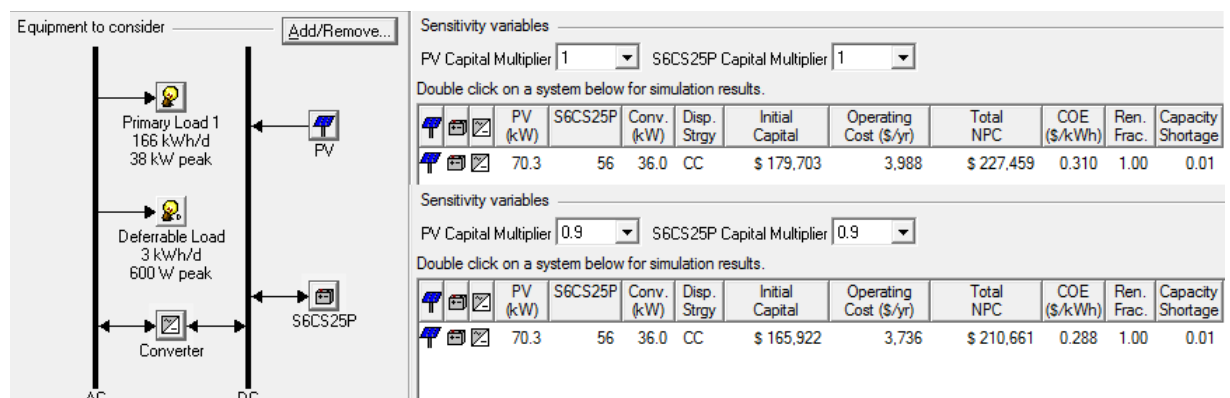 Equipment to consider
Add/Remove...
Primary Load 1
166 kWh/d
38 kW peak
PV
Deferrable Load
3 kWh/d
600 W peak
S6CS25P
Converter
AC
DC
Sensitivity variables
PV Capital Multiplier 1 S6CS25P Capital Multiplier 1
Double click on a system below for simulation results.
PV (kW) S6CS25P Conv. (kW) Disp. Strgy Initial Capital Operating Cost ($/yr) Total NPC COE ($/kWh) Ren. Frac. Capacity Shortage
70.3 56 36.0 CC $ 179,703 3,988 $ 227,459 0.310 1.00 0.01
Sensitivity variables
PV Capital Multiplier 0.9 S6CS25P Capital Multiplier 0.9
Double click on a system below for simulation results.
PV (kW) S6CS25P Conv. (kW) Disp. Strgy Initial Capital Operating Cost ($/yr) Total NPC COE ($/kWh) Ren. Frac. Capacity Shortage
70.3 56 36.0 CC $ 165,922 3,736 $ 210,661 0.288 1.00 0.01